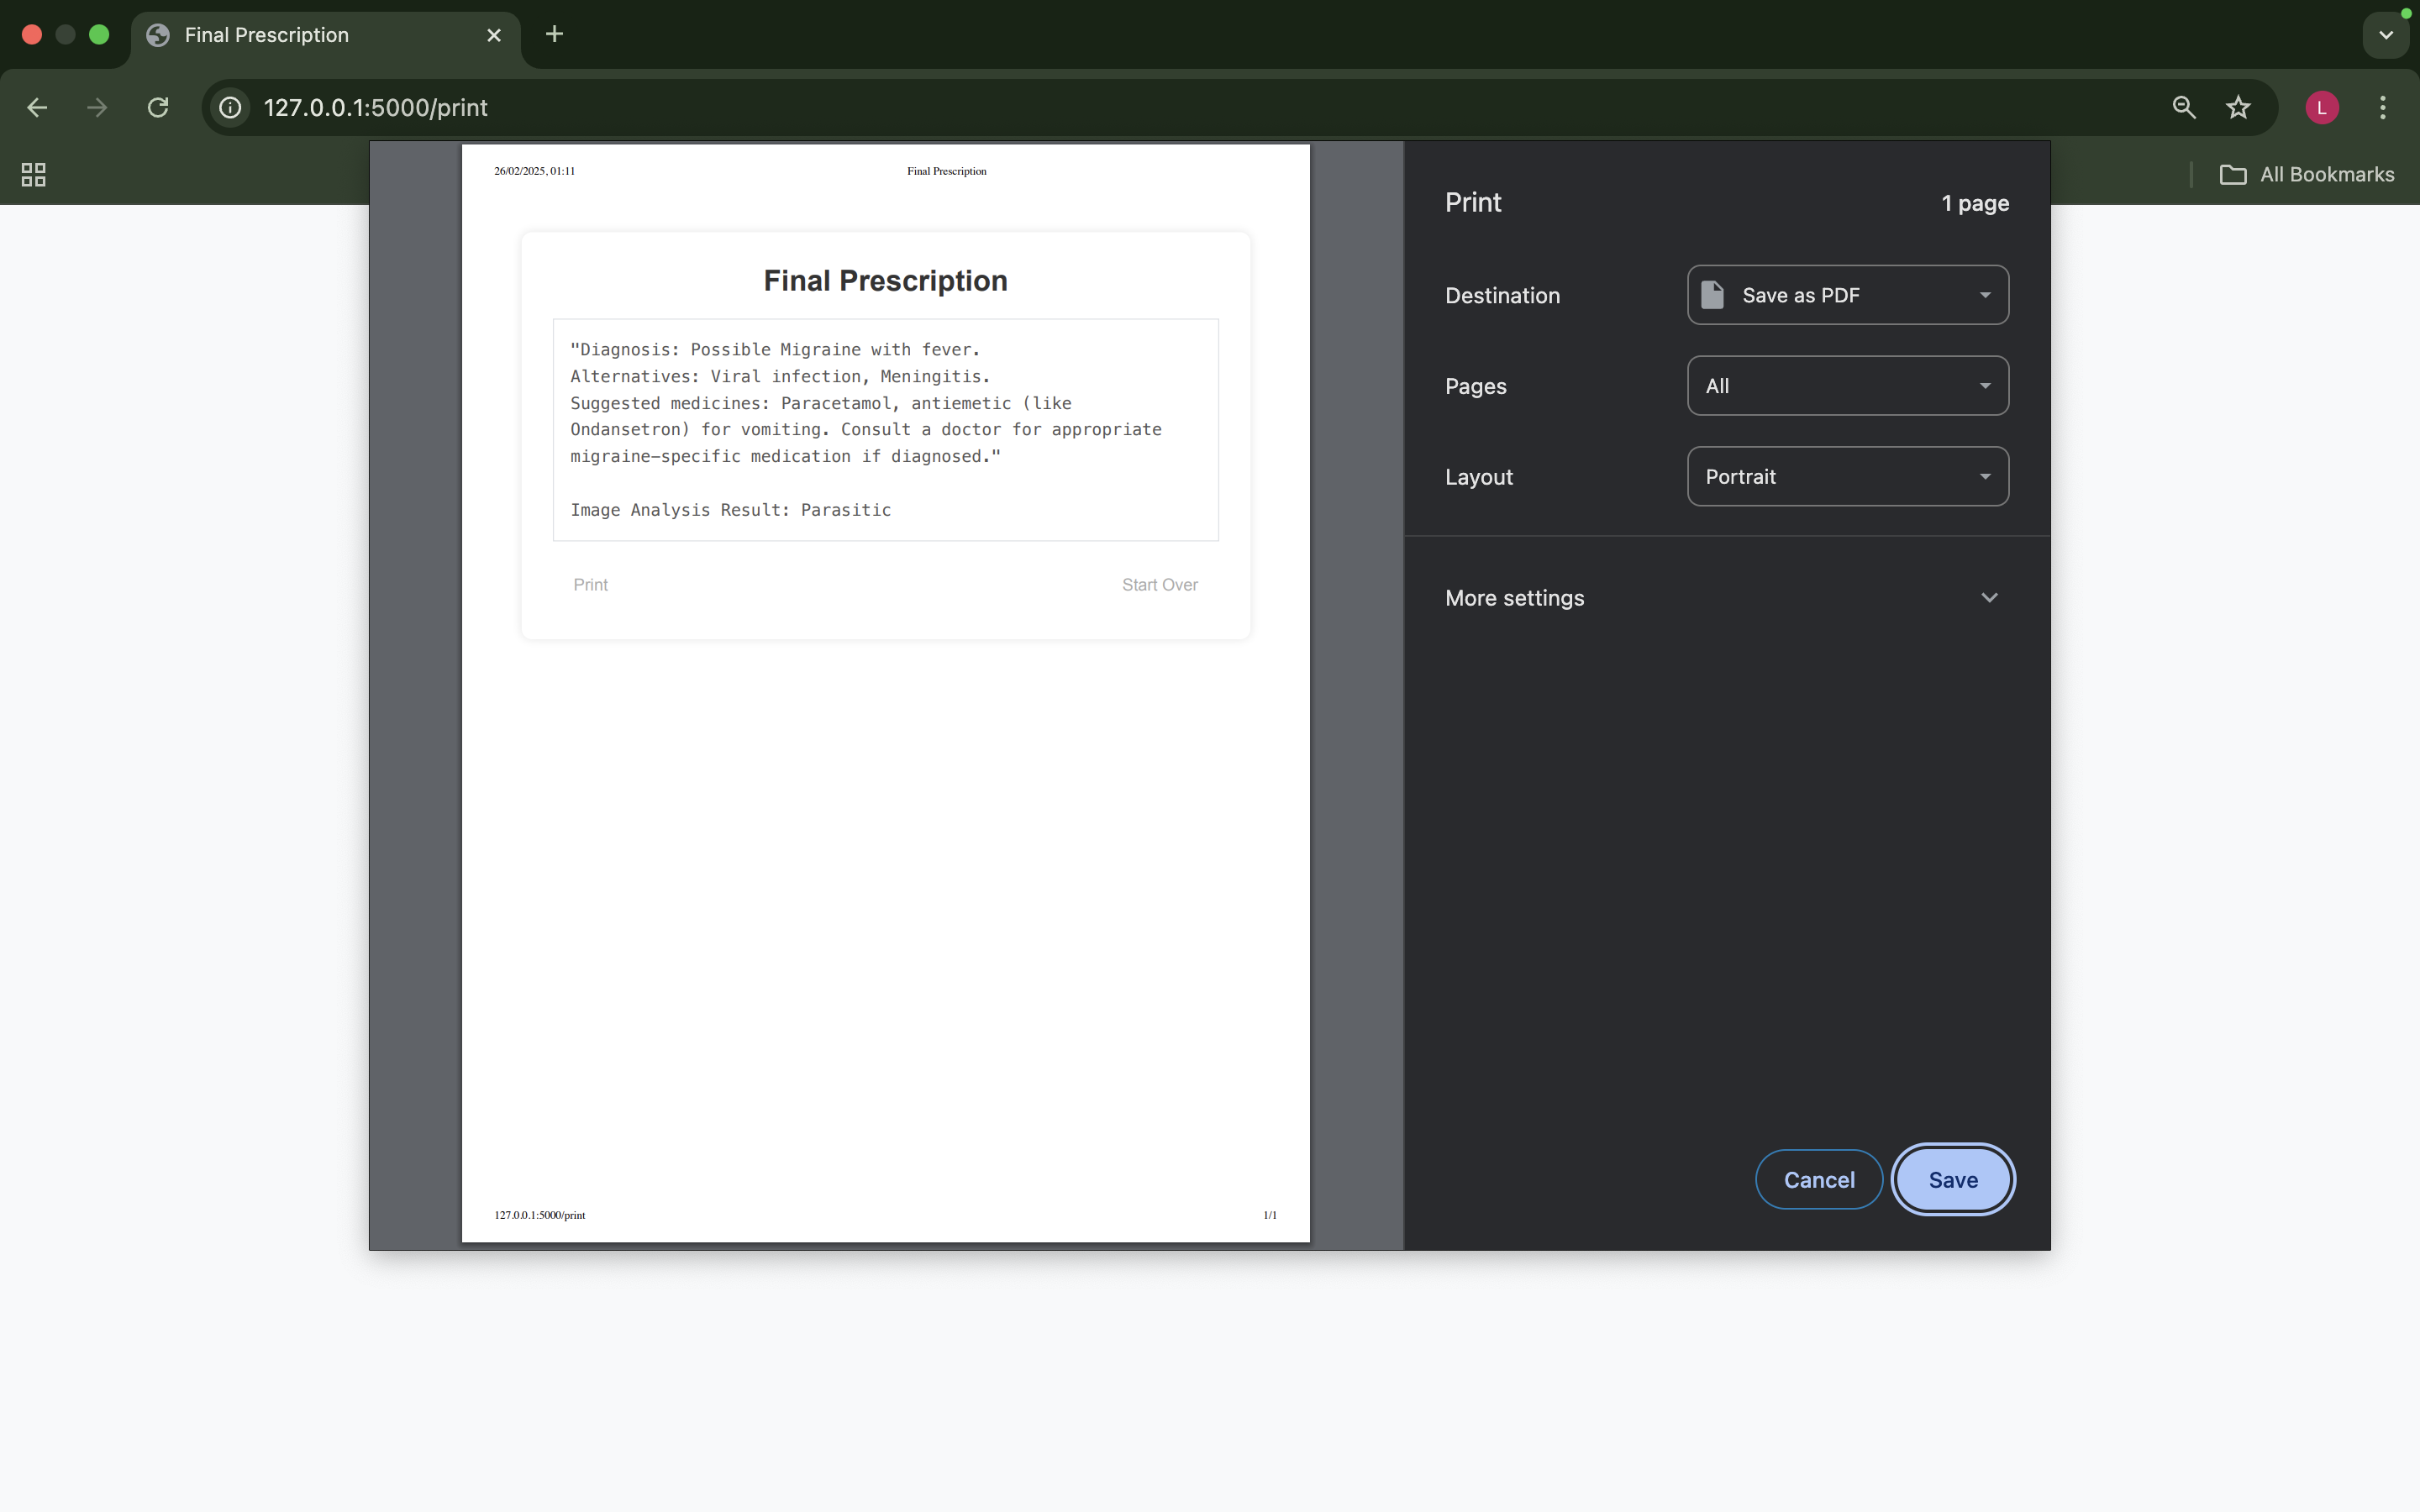 Final Prescription
127.0.0.1:5000/print
L
All Bookmarks
26/02/2025, 01:11 Final Prescription
Final Prescription
"Diagnosis: Possible Migraine with fever.
Alternatives: Viral infection, Meningitis.
Suggested medicines: Paracetamol, antiemetic (like
Ondansetron) for vomiting. Consult a doctor for appropriate
migraine-specific medication if diagnosed."
Image Analysis Result: Parasitic
Print Start Over
127.0.0.1:5000/print 1/1
Print 1 page
Destination Save as PDF
Pages All
Layout Portrait
More settings
Cancel Save